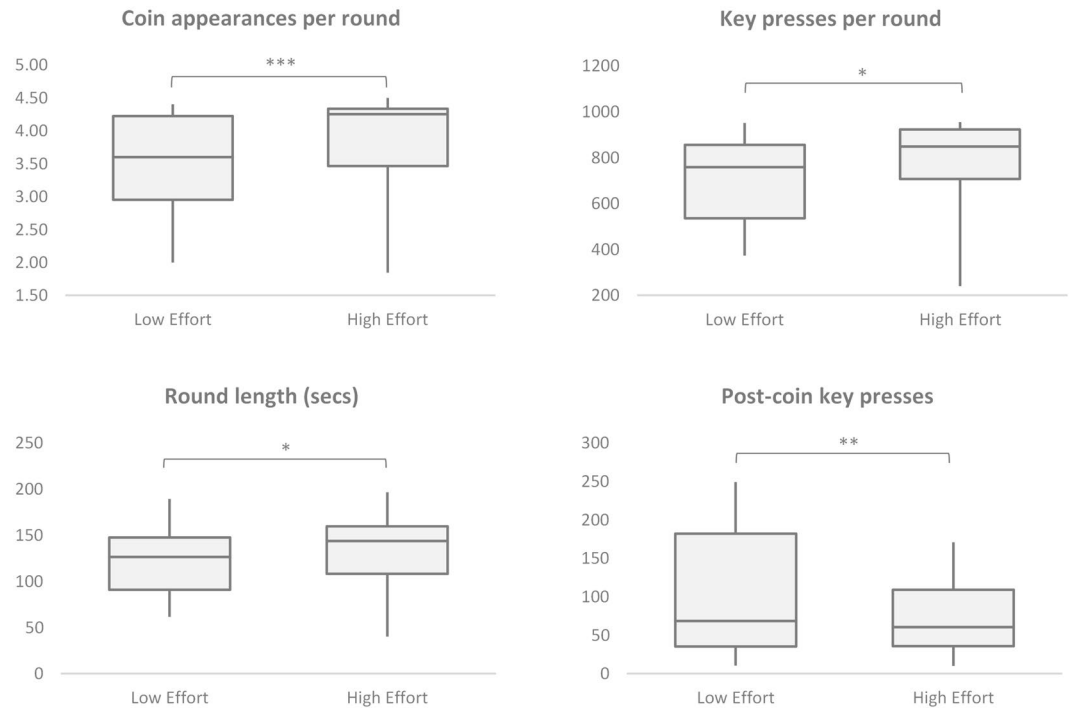 Coin appearances per round
5.00
4.50
4.00
3.50
3.00
2.50
2.00
1.50
***
Low Effort
High Effort
Key presses per round
1200
1000
800
600
400
200
*
Low Effort
High Effort
Round length (secs)
250
200
150
100
50
0
*
Low Effort
High Effort
Post-coin key presses
300
250
200
150
100
50
0
**
Low Effort
High Effort